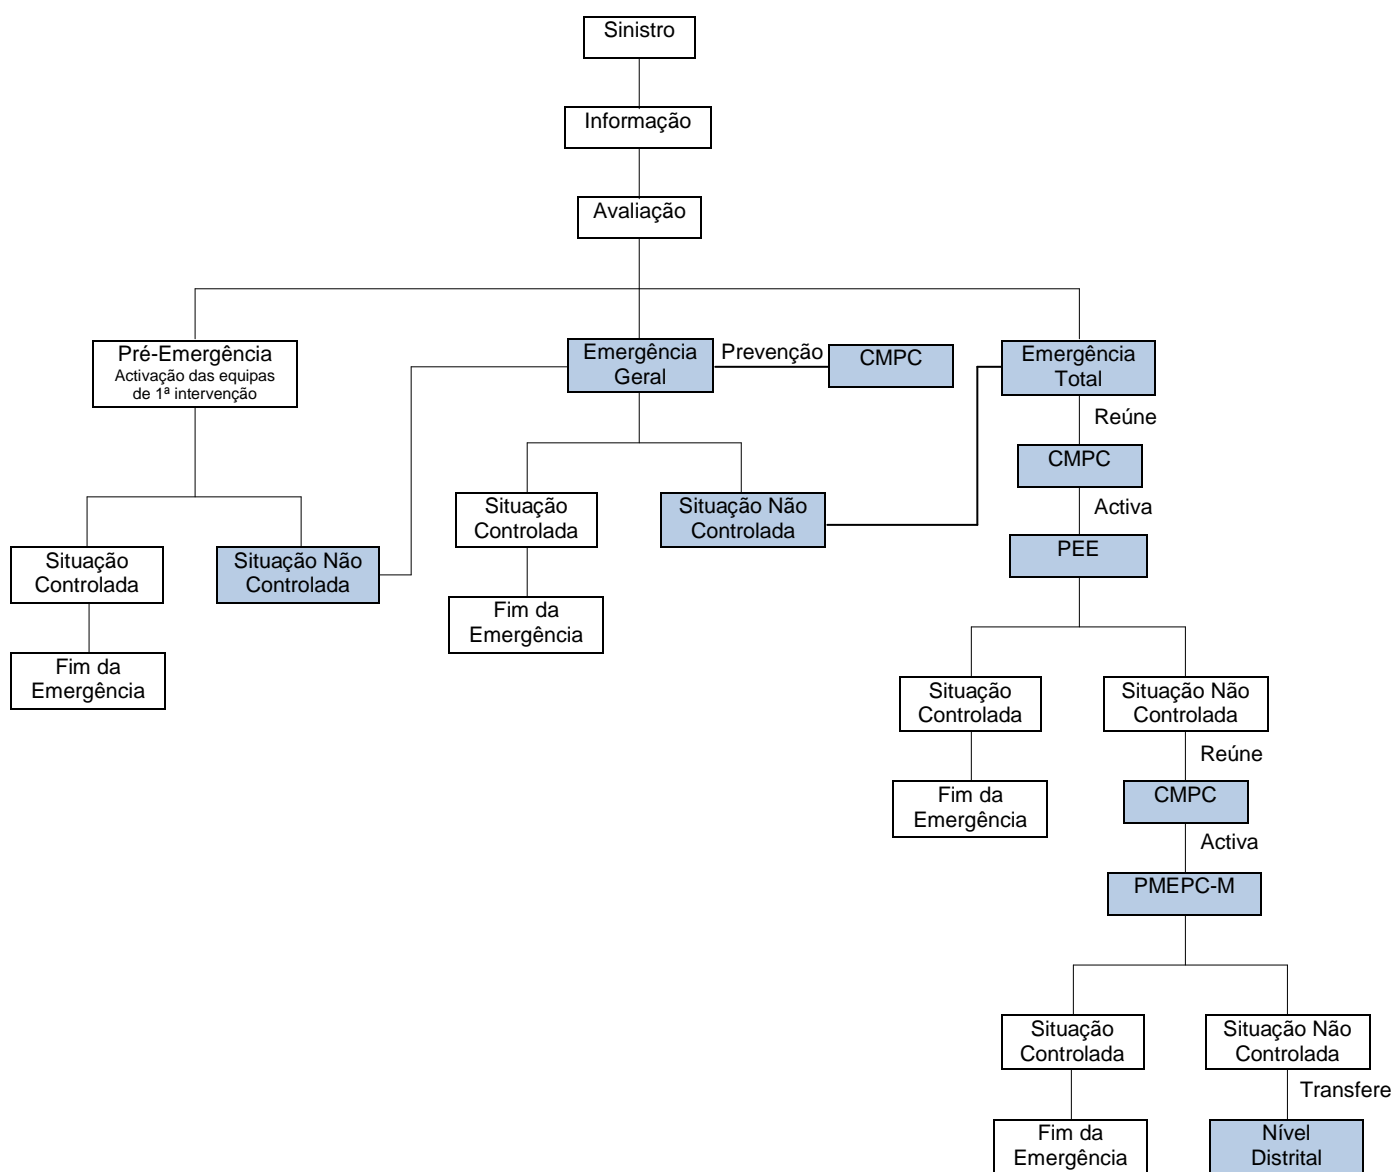 Sinistro
Informação
Avaliação
Pré-Emergência
Activação das equipas
de 1ª intervenção
Emergência
Geral
Prevenção
CMPC
Emergência
Total
Reúne
CMPC
Activa
PEE
Situação
Controlada
Situação Não
Controlada
Situação
Controlada
Situação Não
Controlada
Fim da
Emergência
Fim da
Emergência
Situação
Controlada
Situação Não
Controlada
Reúne
Fim da
Emergência
CMPC
Activa
PMEPC-M
Situação
Controlada
Situação Não
Controlada
Transfere
Fim da
Emergência
Nível
Distrital